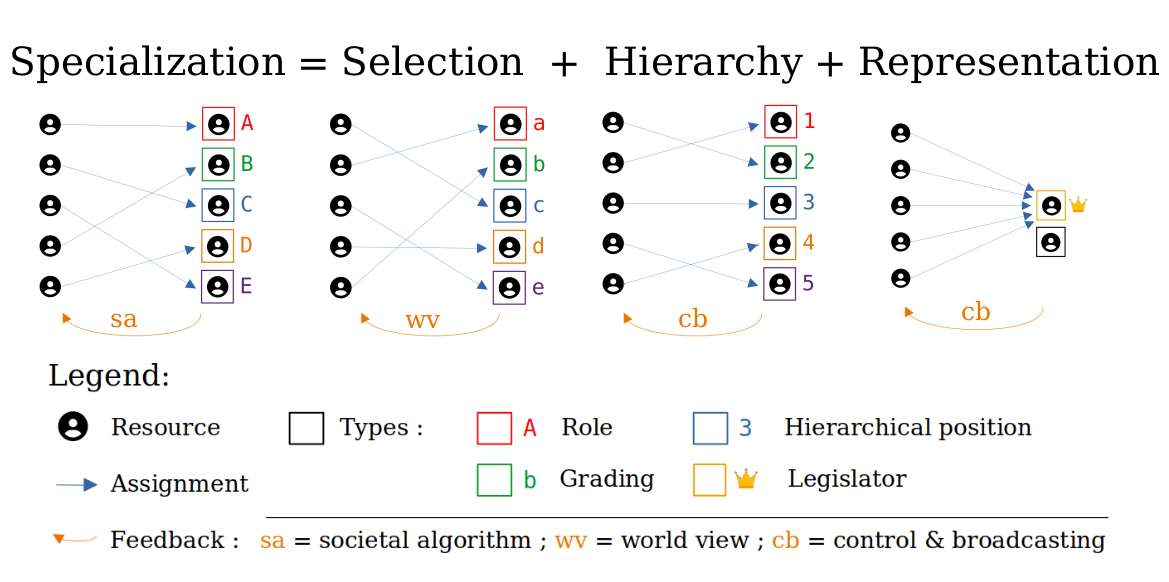 Specialization = Selection + Hierarchy + Representation
A a 1
B b 2
C c 3
D d 4
E e 5
sa wv cb cb
Legend:
Resource Types : A Role 3 Hierarchical position
Assignment b Grading Legislator
Feedback : sa = societal algorithm ; wv = world view ; cb = control & broadcasting